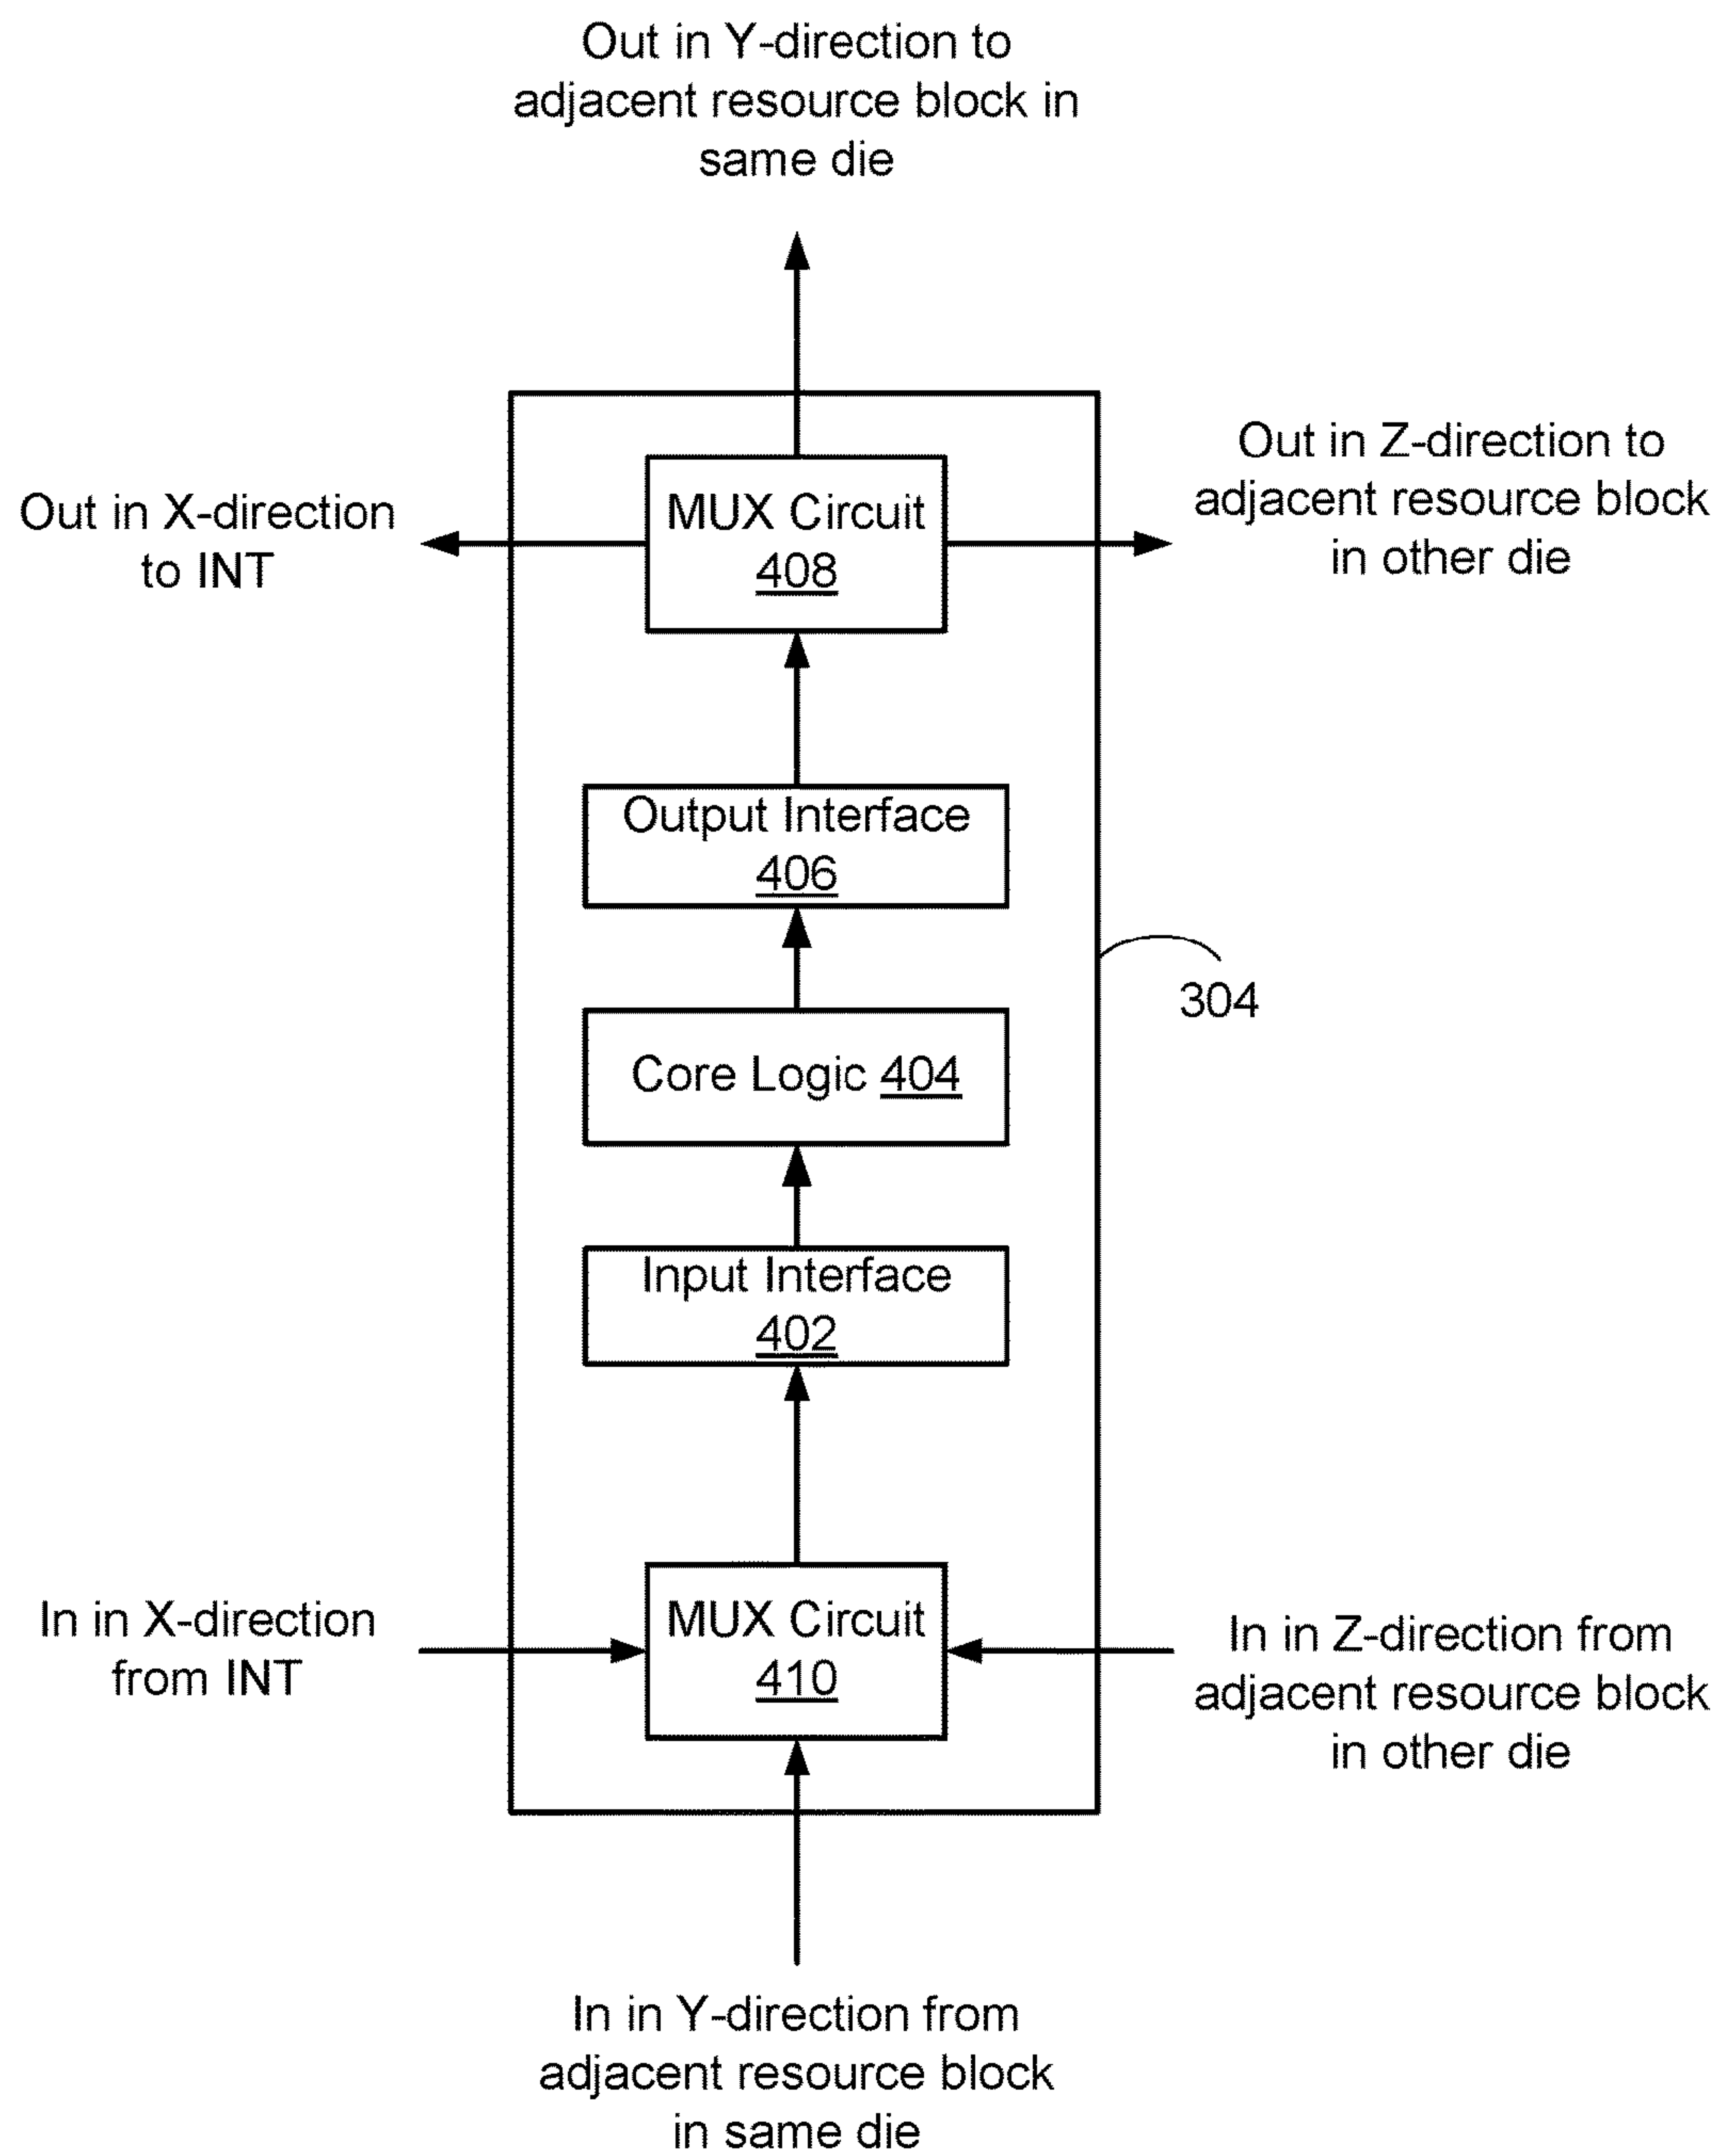 Out in Y-direction to
adjacent resource block in
same die
Out in X-direction
to INT
MUX Circuit
408
Out in Z-direction to
adjacent resource block
in other die
Output Interface
406
304
Core Logic 404
Input Interface
402
In in X-direction
from INT
MUX Circuit
410
In in Z-direction from
adjacent resource block
in other die
In in Y-direction from
adjacent resource block
in same die